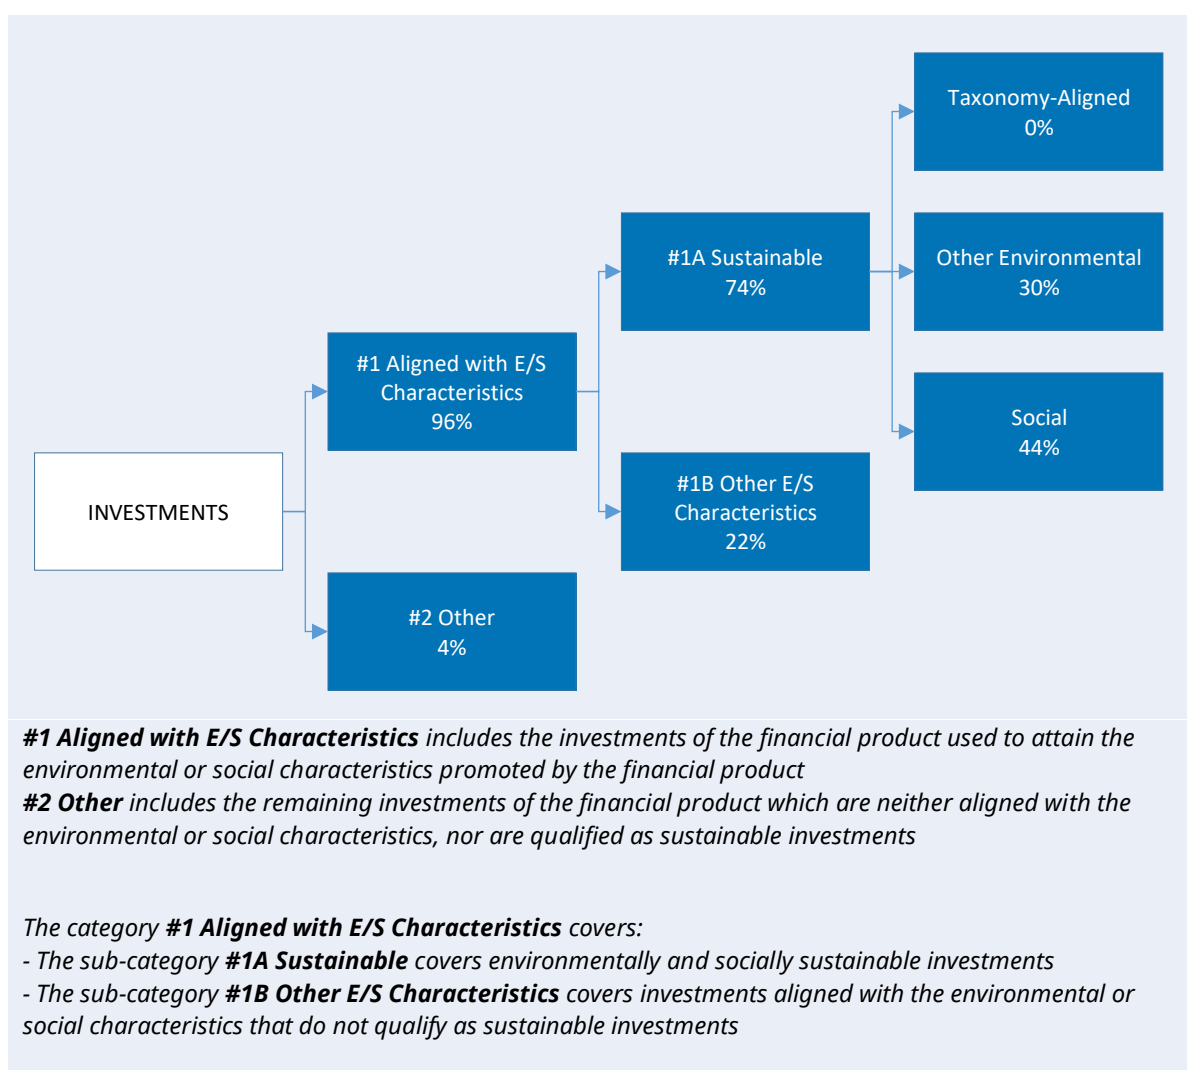 Taxonomy-Aligned
0%
#1A Sustainable
74%
Other Environmental
30%
#1 Aligned with E/S
Characteristics
96%
Social
44%
INVESTMENTS
#1B Other E/S
Characteristics
22%
#2 Other
4%
#1 Aligned with E/S Characteristics includes the investments of the financial product used to attain the
environmental or social characteristics promoted by the financial product
#2 Other includes the remaining investments of the financial product which are neither aligned with the
environmental or social characteristics, nor are qualified as sustainable investments
The category #1 Aligned with E/S Characteristics covers:
- The sub-category #1A Sustainable covers environmentally and socially sustainable investments
- The sub-category #1B Other E/S Characteristics covers investments aligned with the environmental or
social characteristics that do not qualify as sustainable investments